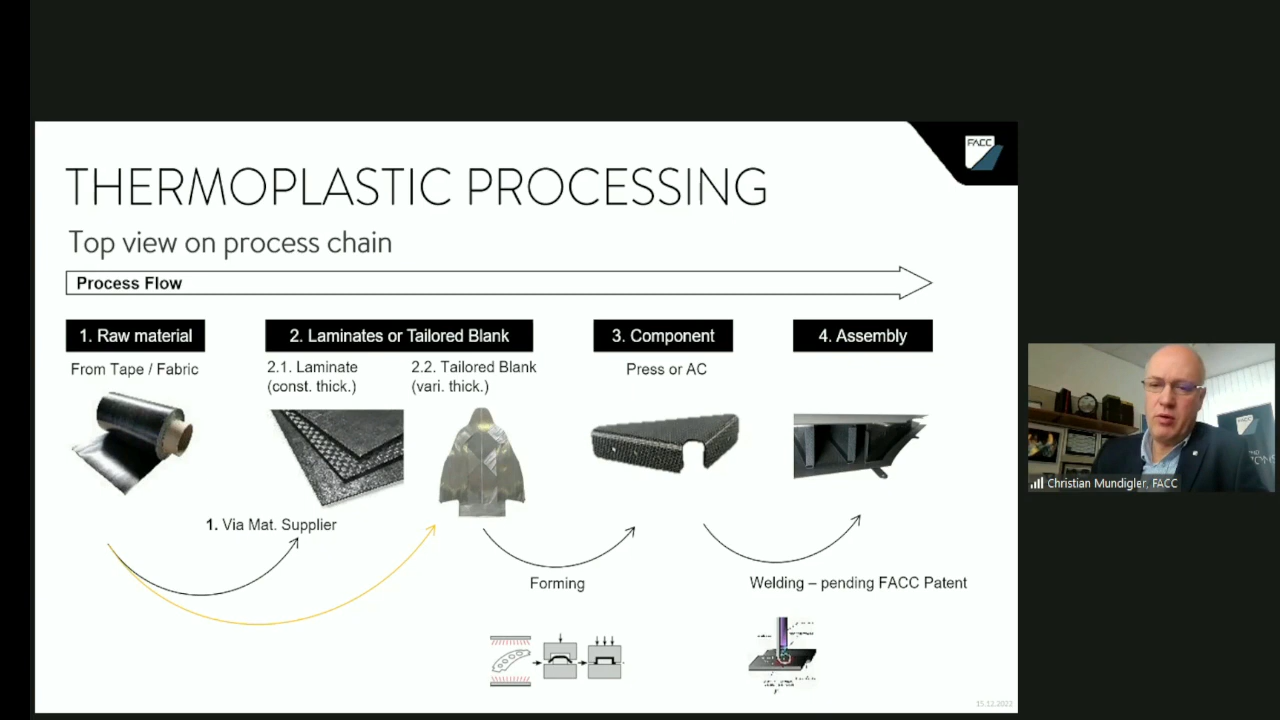 FACC
THERMOPLASTIC PROCESSING
Top view on process chain
Process Flow
1. Raw material
2. Laminates or Tailored Blank
3. Component
4. Assembly
From Tape / Fabric
2.1. Laminate
(const. thick.)
2.2. Tailored Blank
(vari. thick.)
Press or AC
1. Via Mat. Supplier
Forming
Welding – pending FACC Patent
15.12.2022
Christian Mundigler, FACC